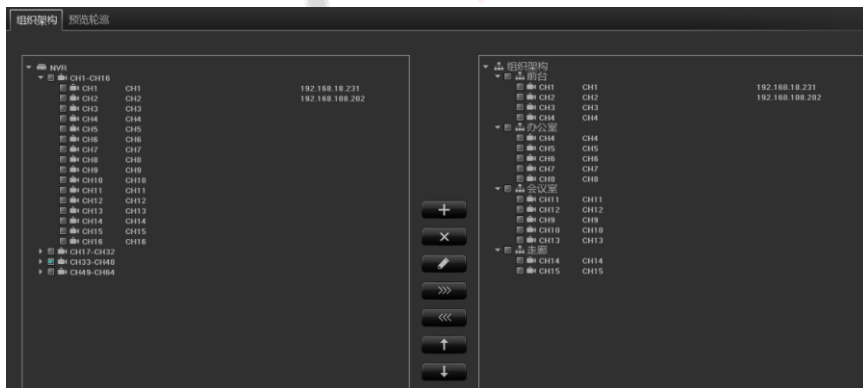 组织架构 预览轮巡
NVR
CH1-CH16
CH1 CH1 192.168.18.231
CH2 CH2 192.168.108.202
CH3 CH3
CH4 CH4
CH5 CH5
CH6 CH6
CH7 CH7
CH8 CH8
CH9 CH9
CH10 CH10
CH11 CH11
CH12 CH12
CH13 CH13
CH14 CH14
CH15 CH15
CH16 CH16
CH17-CH32
CH33-CH48
CH49-CH64
组织架构
前台
CH1 CH1 192.168.18.231
CH2 CH2 192.168.108.202
CH3 CH3
CH4 CH4
办公室
CH4 CH4
CH5 CH5
CH6 CH6
CH7 CH7
CH8 CH8
会议室
CH11 CH11
CH12 CH12
CH9 CH9
CH10 CH10
CH13 CH13
走廊
CH14 CH14
CH15 CH15